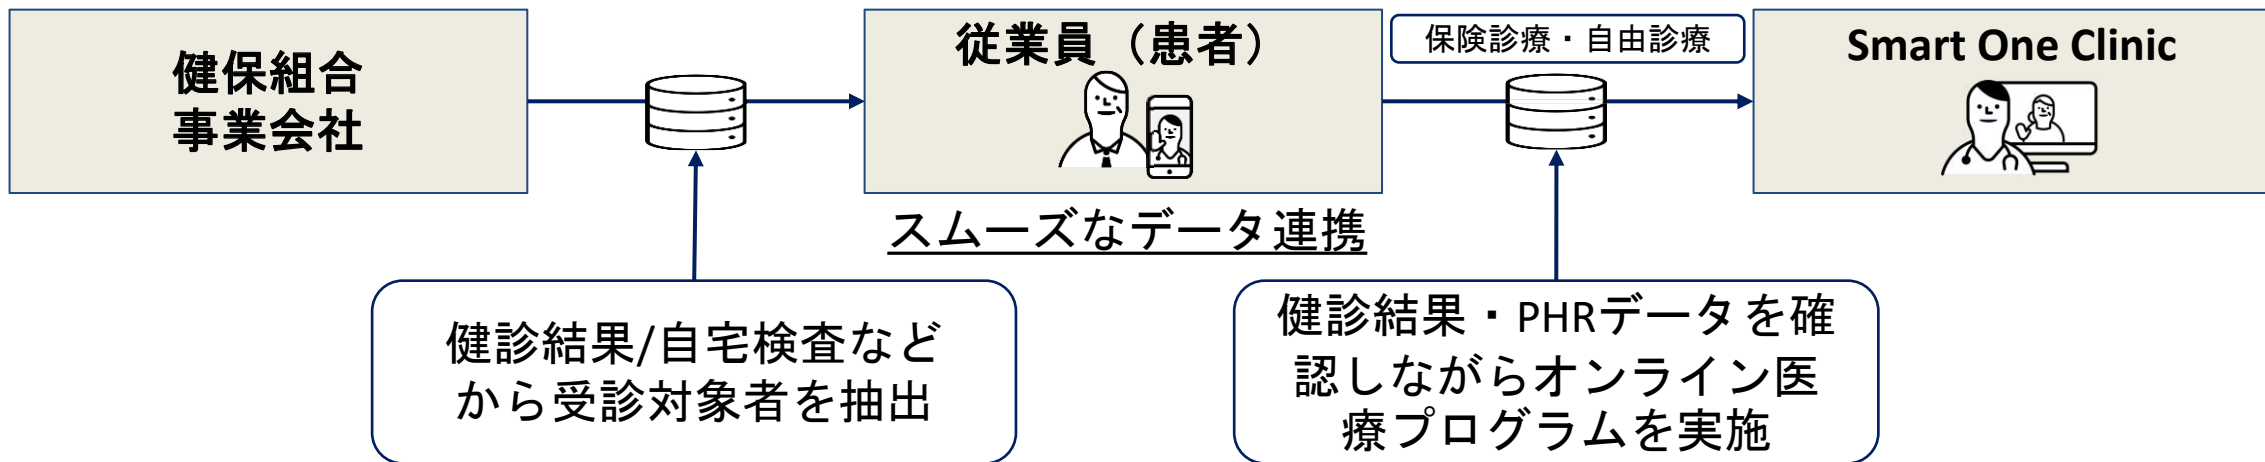 健保組合
事業会社
従業員（患者）
保険診療・自由診療
Smart One Clinic
スムーズなデータ連携
健診結果/自宅検査など
から受診対象者を抽出
健診結果・PHRデータを確
認しながらオンライン医
療プログラムを実施